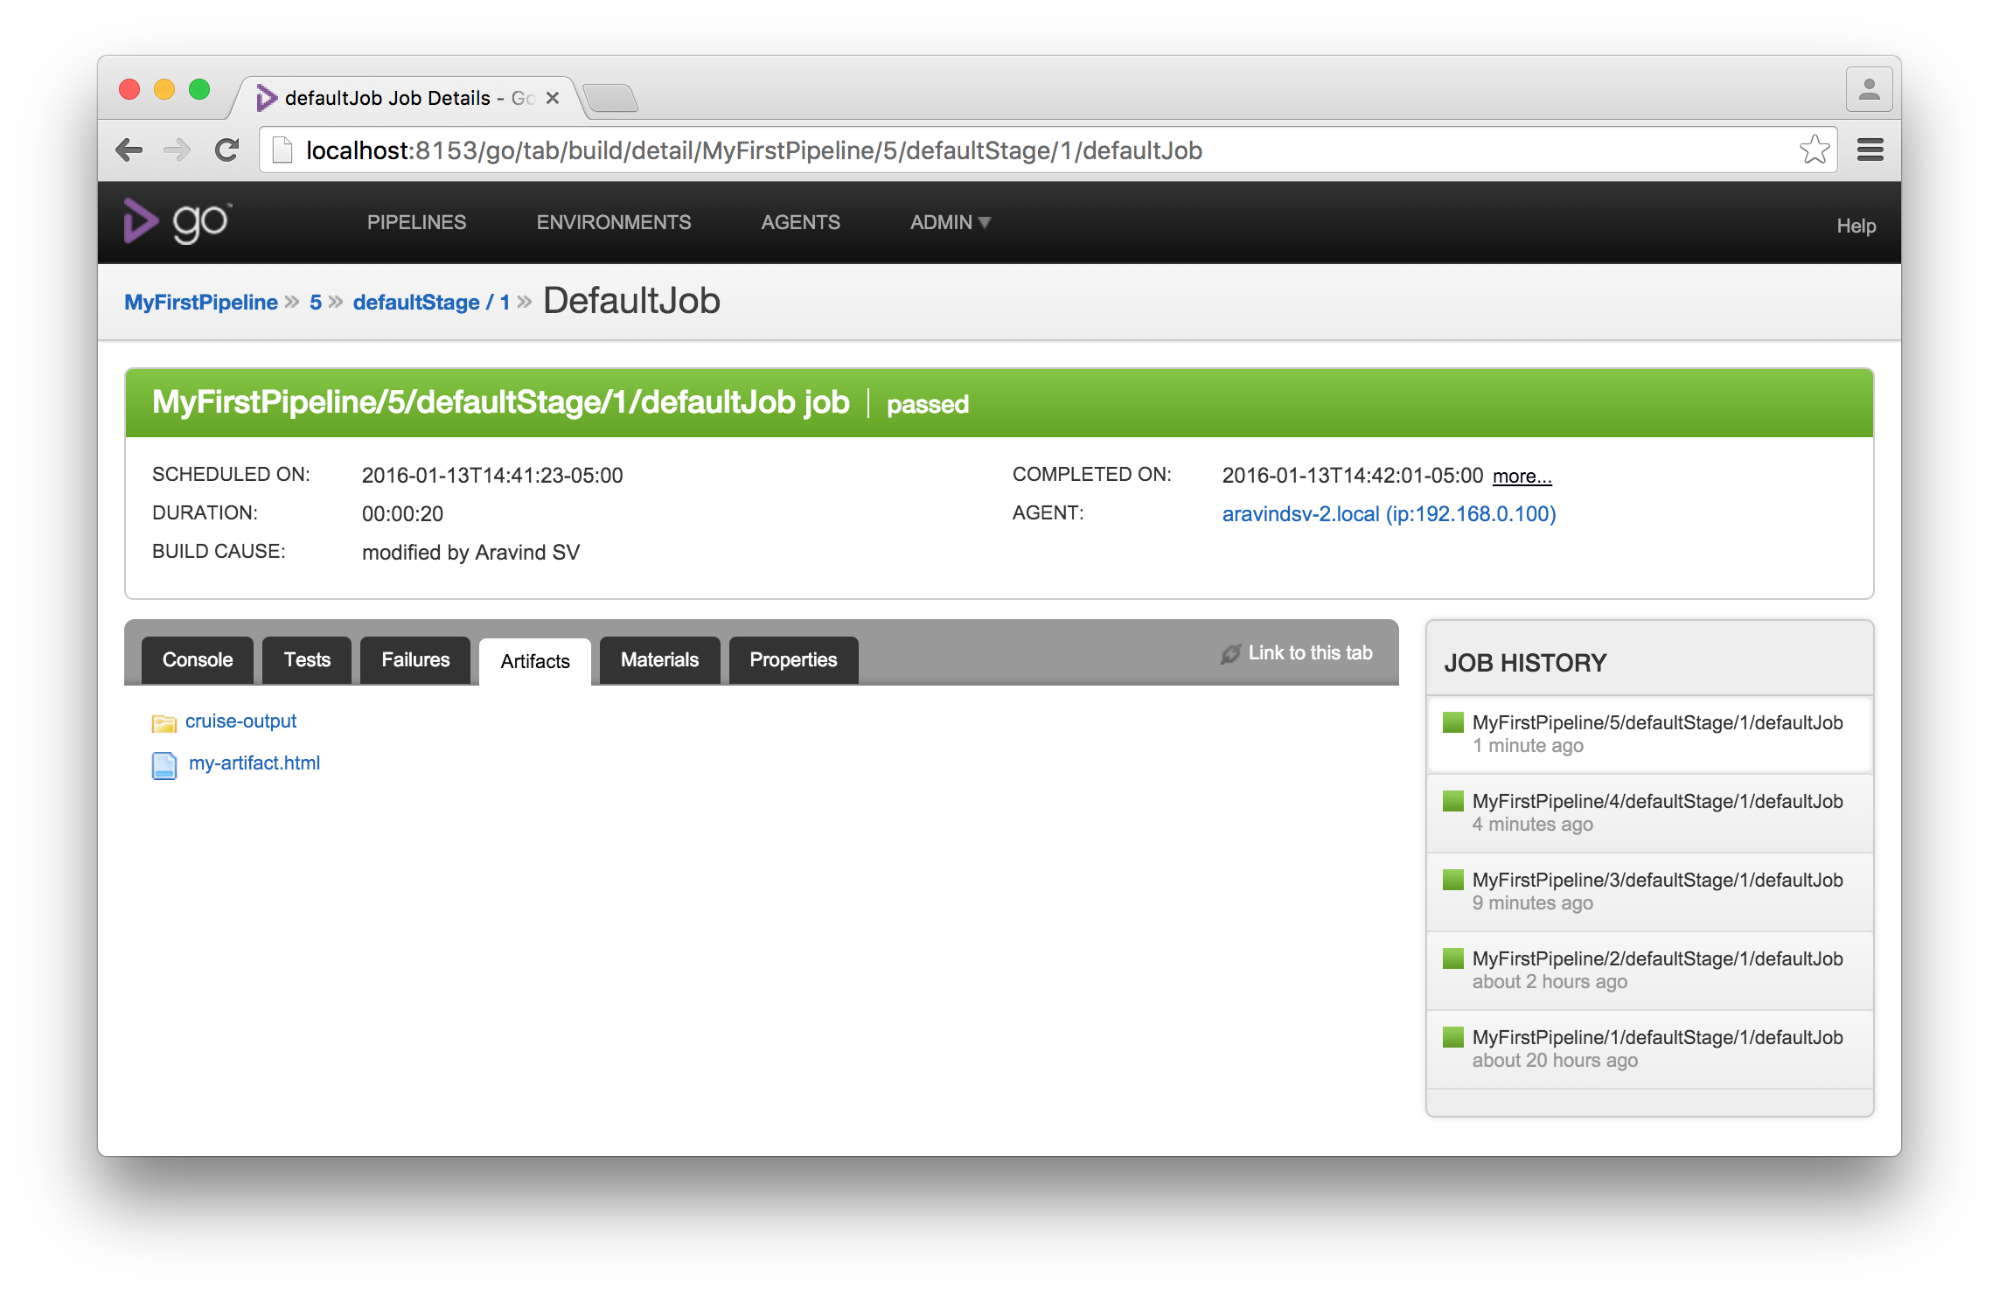 defaultJob Job Details - Go
localhost:8153/go/tab/build/detail/MyFirstPipeline/5/defaultStage/1/defaultJob
go™ PIPELINES ENVIRONMENTS AGENTS ADMIN Help
MyFirstPipeline » 5 » defaultStage / 1 » DefaultJob
MyFirstPipeline/5/defaultStage/1/defaultJob job | passed
SCHEDULED ON: 2016-01-13T14:41:23-05:00 COMPLETED ON: 2016-01-13T14:42:01-05:00 more...
DURATION: 00:00:20 AGENT: aravindsv-2.local (ip:192.168.0.100)
BUILD CAUSE: modified by Aravind SV
Console Tests Failures Artifacts Materials Properties Link to this tab
cruise-output
my-artifact.html
JOB HISTORY
MyFirstPipeline/5/defaultStage/1/defaultJob
1 minute ago
MyFirstPipeline/4/defaultStage/1/defaultJob
4 minutes ago
MyFirstPipeline/3/defaultStage/1/defaultJob
9 minutes ago
MyFirstPipeline/2/defaultStage/1/defaultJob
about 2 hours ago
MyFirstPipeline/1/defaultStage/1/defaultJob
about 20 hours ago